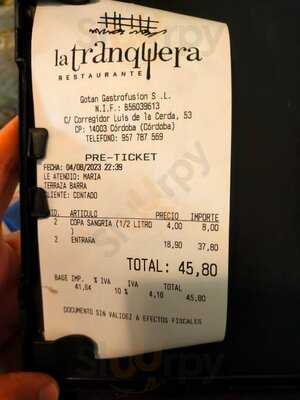 la tranquera
RESTAURANTE
Gotan Gastrofusion S .L.
N.I.F.: B56039613
C/ Corregidor Luis de la Cerda, 53
CP: 14003 Córdoba (Córdoba)
TELEFONO: 957 787 569
PRE-TICKET
FECHA: 04/08/2023 22:39
LE ATENDIO: MARIA
TERRAZA BARRA
CLIENTE: CONTADO
UD. ARTICULO PRECIO IMPORTE
2 COPA SANGRIA (1/2 LITRO 4,00 8,00
)
2 ENTRAÑA 18,90 37,80
TOTAL: 45,80
BASE IMP. % IVA IVA TOTAL
41,64 10 % 4,16 45,80
DOCUMENTO SIN VALIDEZ A EFECTOS FISCALES
Sluurpy
Sluurpy
Sluurpy